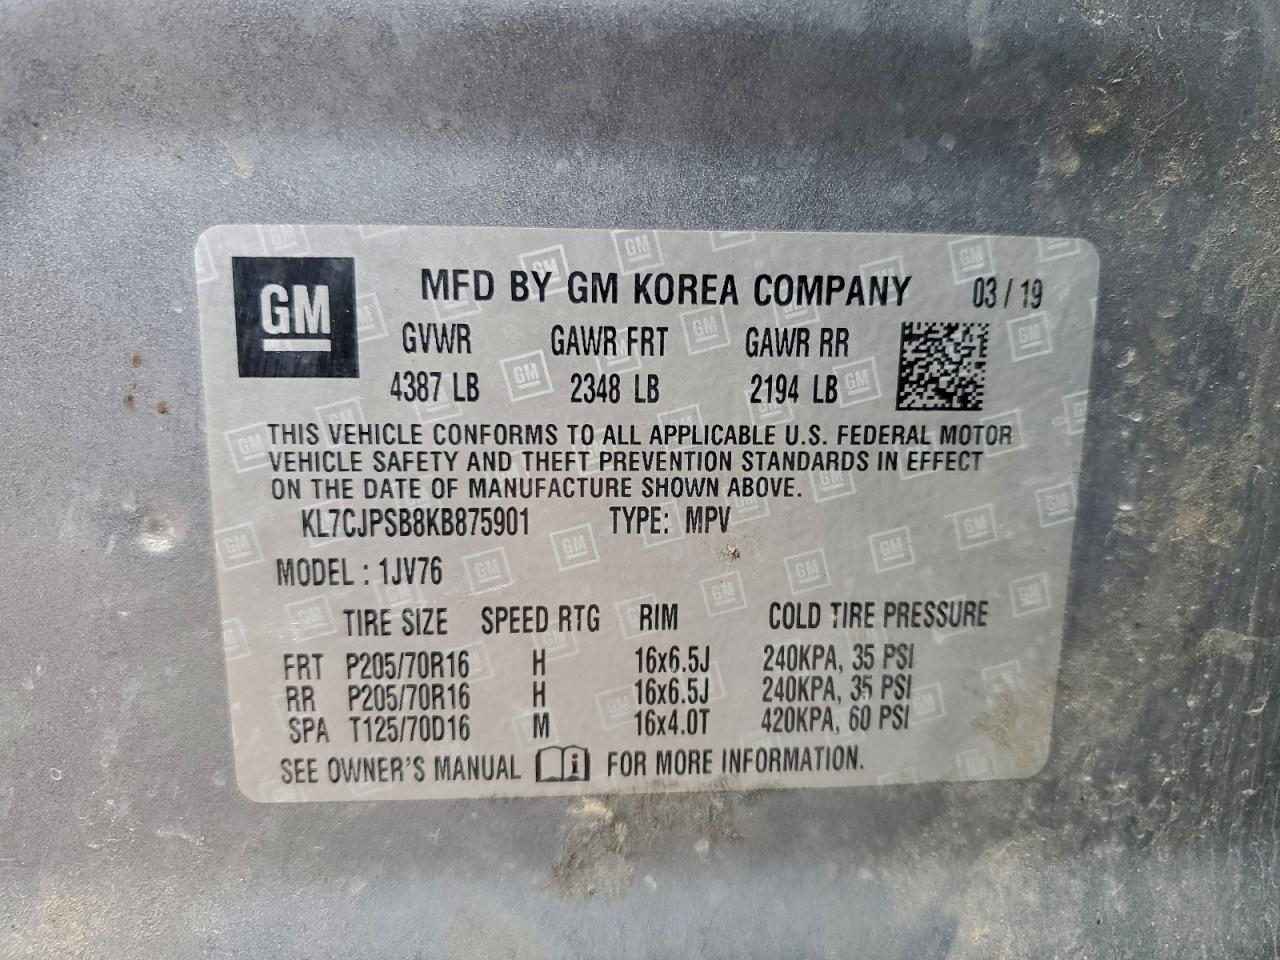 GM
MFD BY GM KOREA COMPANY 03 / 19
GVWR GAWR FRT GAWR RR
4387 LB 2348 LB 2194 LB
THIS VEHICLE CONFORMS TO ALL APPLICABLE U.S. FEDERAL MOTOR
VEHICLE SAFETY AND THEFT PREVENTION STANDARDS IN EFFECT
ON THE DATE OF MANUFACTURE SHOWN ABOVE.
KL7CJPSB8KB875901 TYPE: MPV
MODEL : 1JV76
TIRE SIZE SPEED RTG RIM COLD TIRE PRESSURE
FRT P205/70R16 H 16x6.5J 240KPA, 35 PSI
RR P205/70R16 H 16x6.5J 240KPA, 35 PSI
SPA T125/70D16 M 16x4.0T 420KPA, 60 PSI
SEE OWNER'S MANUAL i FOR MORE INFORMATION.